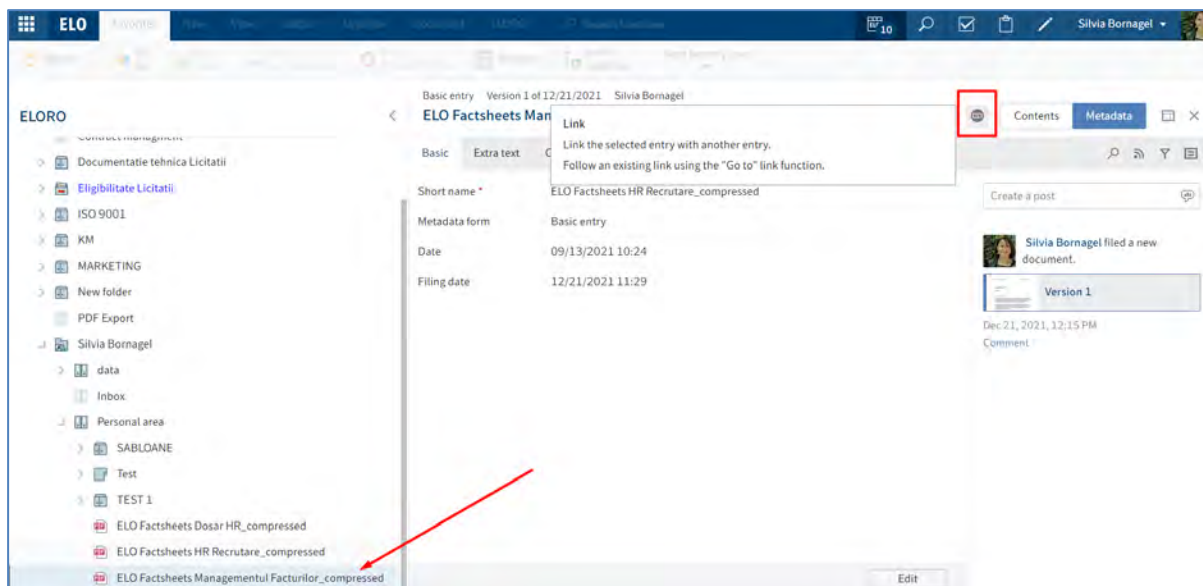 ELO
10
Silvia Bornagel
Basic entry Version 1 of 12/21/2021 Silvia Bornagel
ELORO
ELO Factsheets Man
Link
Link the selected entry with another entry.
Follow an existing link using the "Go to" link function.
Contents
Metadata
Documentatie tehnica Licitatii
Eligibilitate Licitatii
ISO 9001
KM
MARKETING
New folder
PDF Export
Silvia Bornagel
data
Inbox
Personal area
SABLOANE
Test
TEST 1
ELO Factsheets Dosar HR_compressed
ELO Factsheets HR Recrutare_compressed
ELO Factsheets Managementul Facturilor_compressed
Basic Extra text
Short name * ELO Factsheets HR Recrutare_compressed
Metadata form Basic entry
Date 09/13/2021 10:24
Filing date 12/21/2021 11:29
Edit
Create a post
Silvia Bornagel filed a new
document.
Version 1
Dec 21, 2021, 12:15 PM
Comment